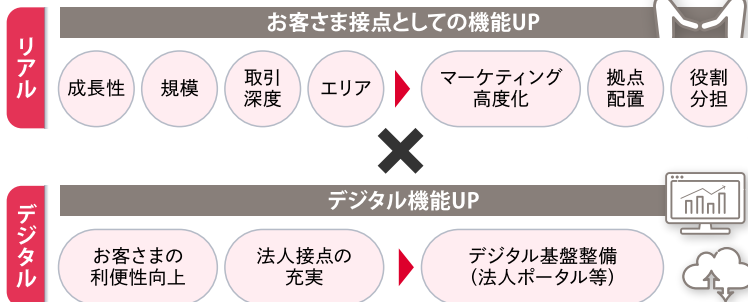 リアル
お客さま接点としての機能UP
成長性
規模
取引
深度
エリア
マーケティング
高度化
拠点
配置
役割
分担
デジタル
デジタル機能UP
お客さまの
利便性向上
法人接点の
充実
デジタル基盤整備
（法人ポータル等）